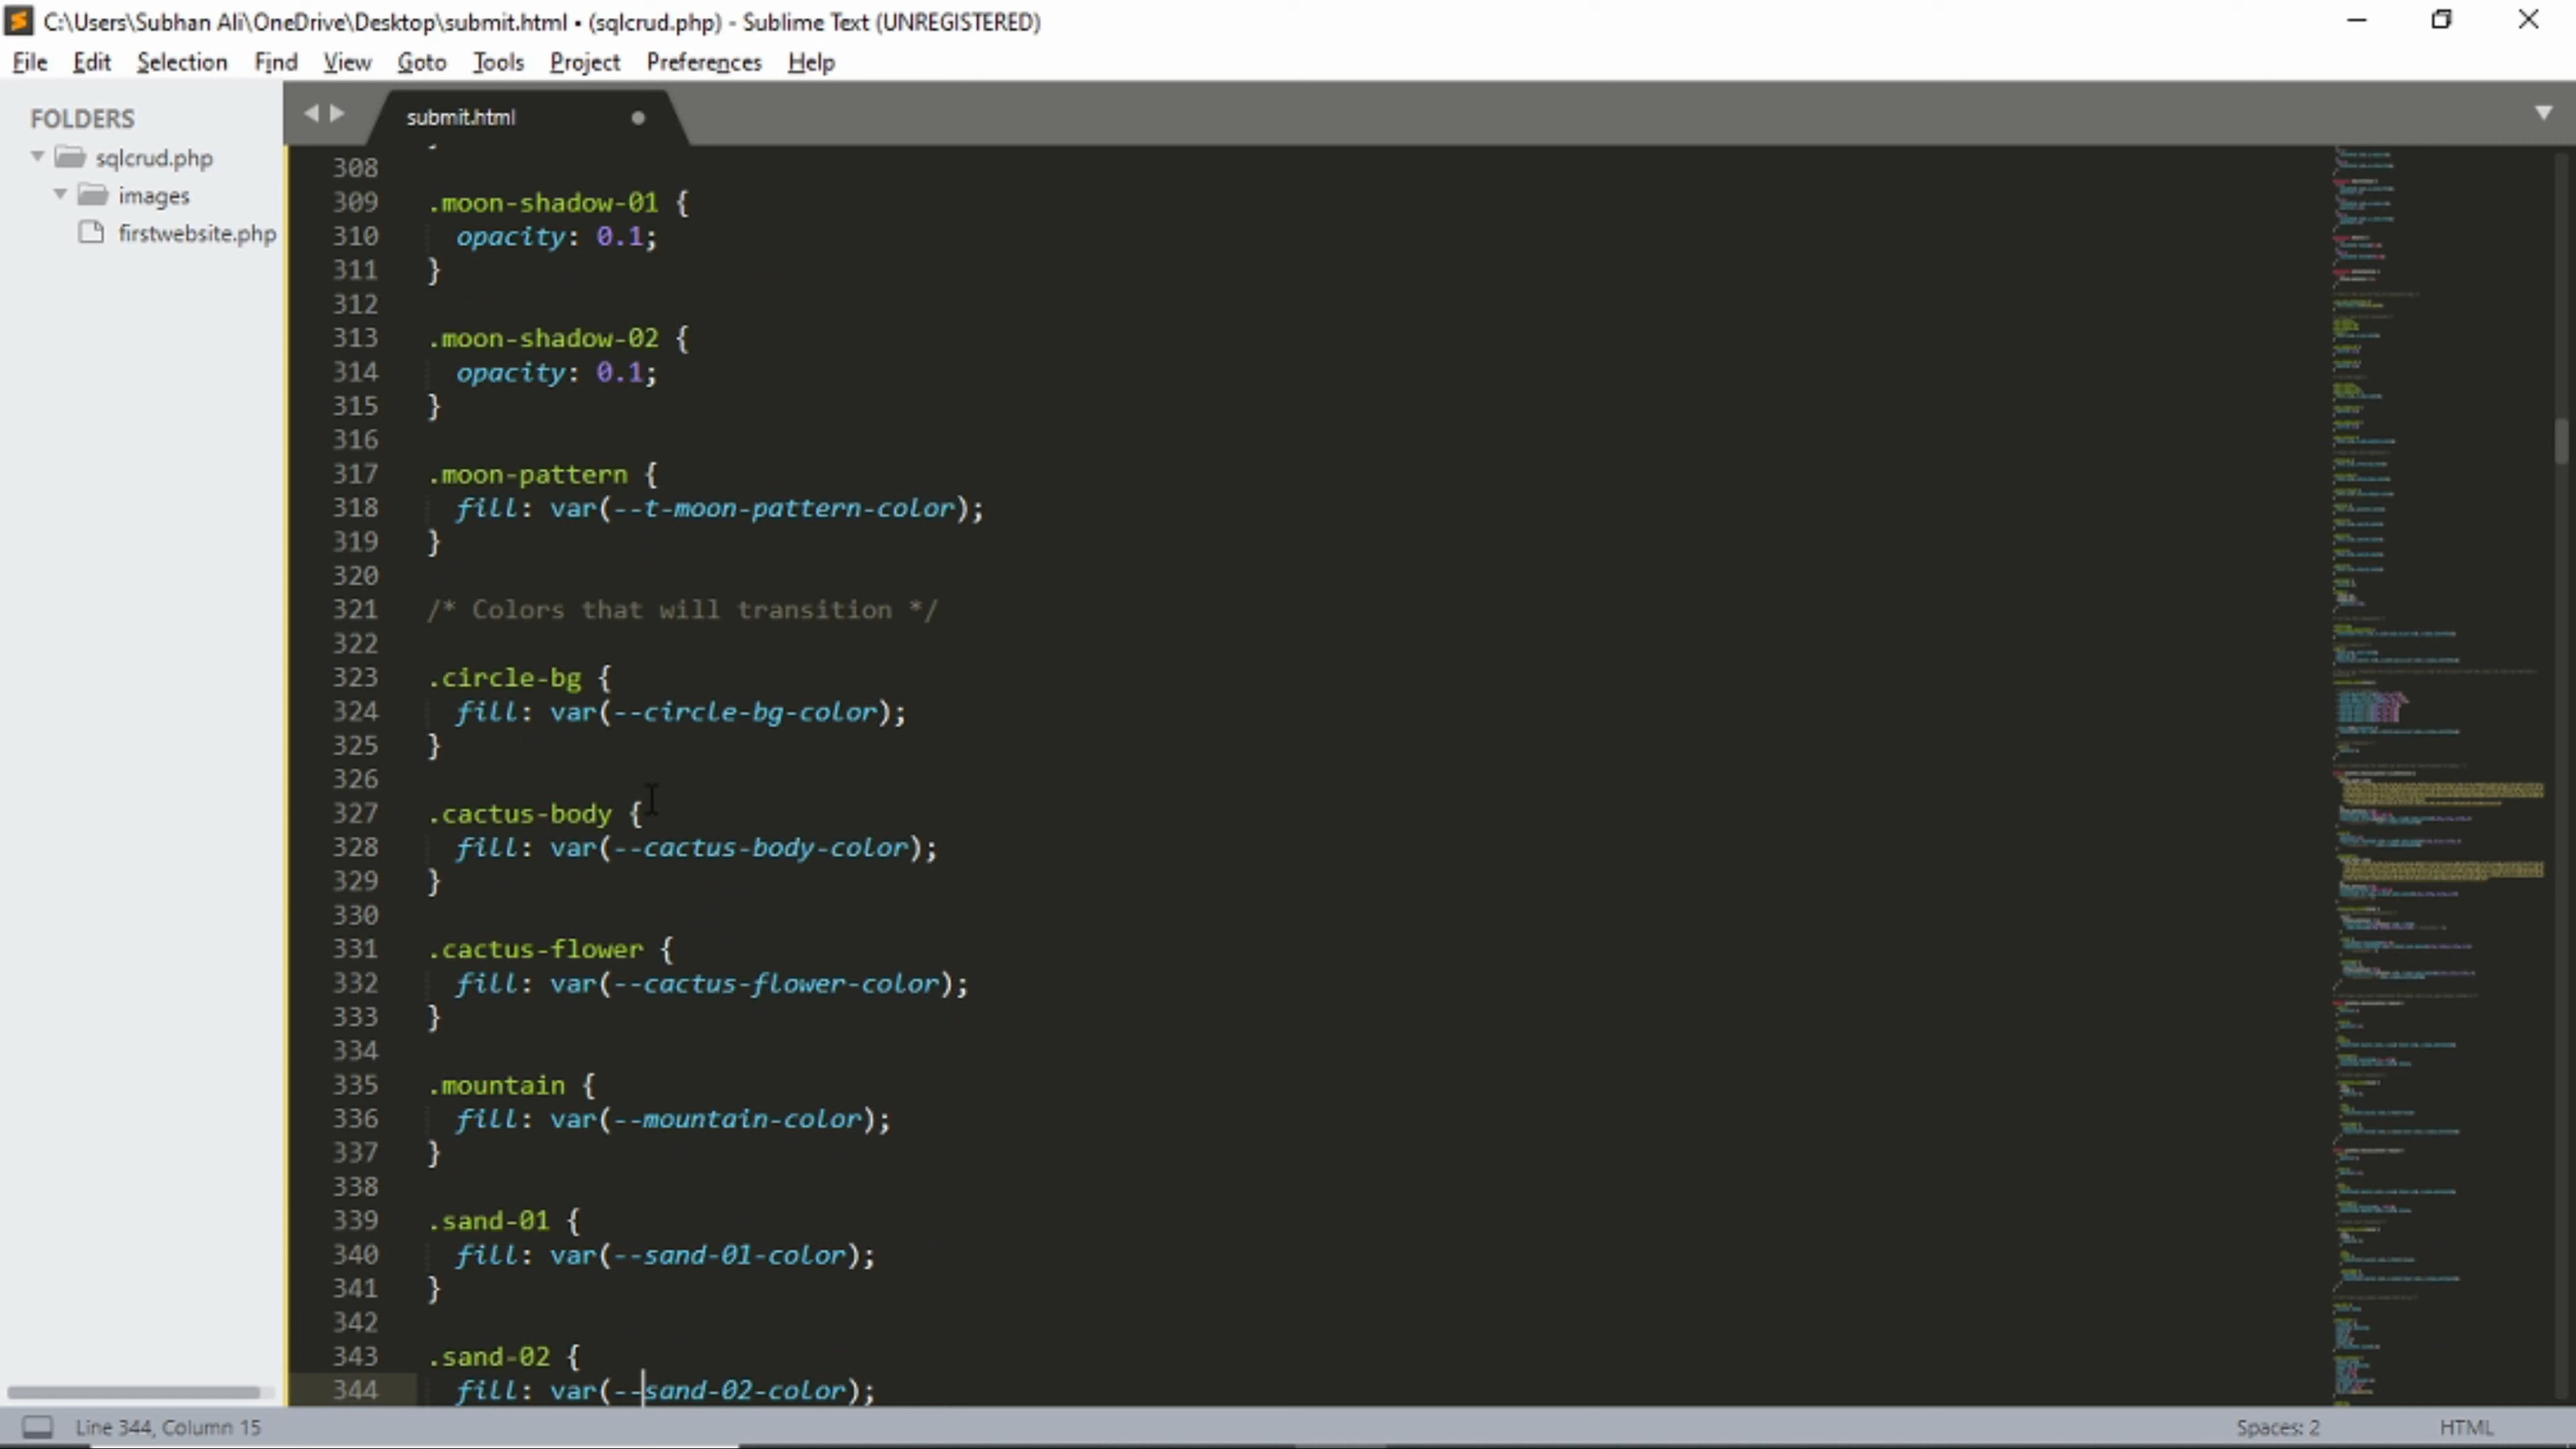 C:\Users\Subhan Ali\OneDrive\Desktop\submit.html • (sqlcrud.php) - Sublime Text (UNREGISTERED)
File Edit Selection Find View Goto Tools Project Preferences Help
FOLDERS
sqlcrud.php
images
firstwebsite.php
submit.html
308
309 .moon-shadow-01 {
310 opacity: 0.1;
311 }
312
313 .moon-shadow-02 {
314 opacity: 0.1;
315 }
316
317 .moon-pattern {
318 fill: var(--t-moon-pattern-color);
319 }
320
321 /* Colors that will transition */
322
323 .circle-bg {
324 fill: var(--circle-bg-color);
325 }
326
327 .cactus-body {
328 fill: var(--cactus-body-color);
329 }
330
331 .cactus-flower {
332 fill: var(--cactus-flower-color);
333 }
334
335 .mountain {
336 fill: var(--mountain-color);
337 }
338
339 .sand-01 {
340 fill: var(--sand-01-color);
341 }
342
343 .sand-02 {
344 fill: var(--sand-02-color);
Line 344, Column 15
Spaces: 2
HTML